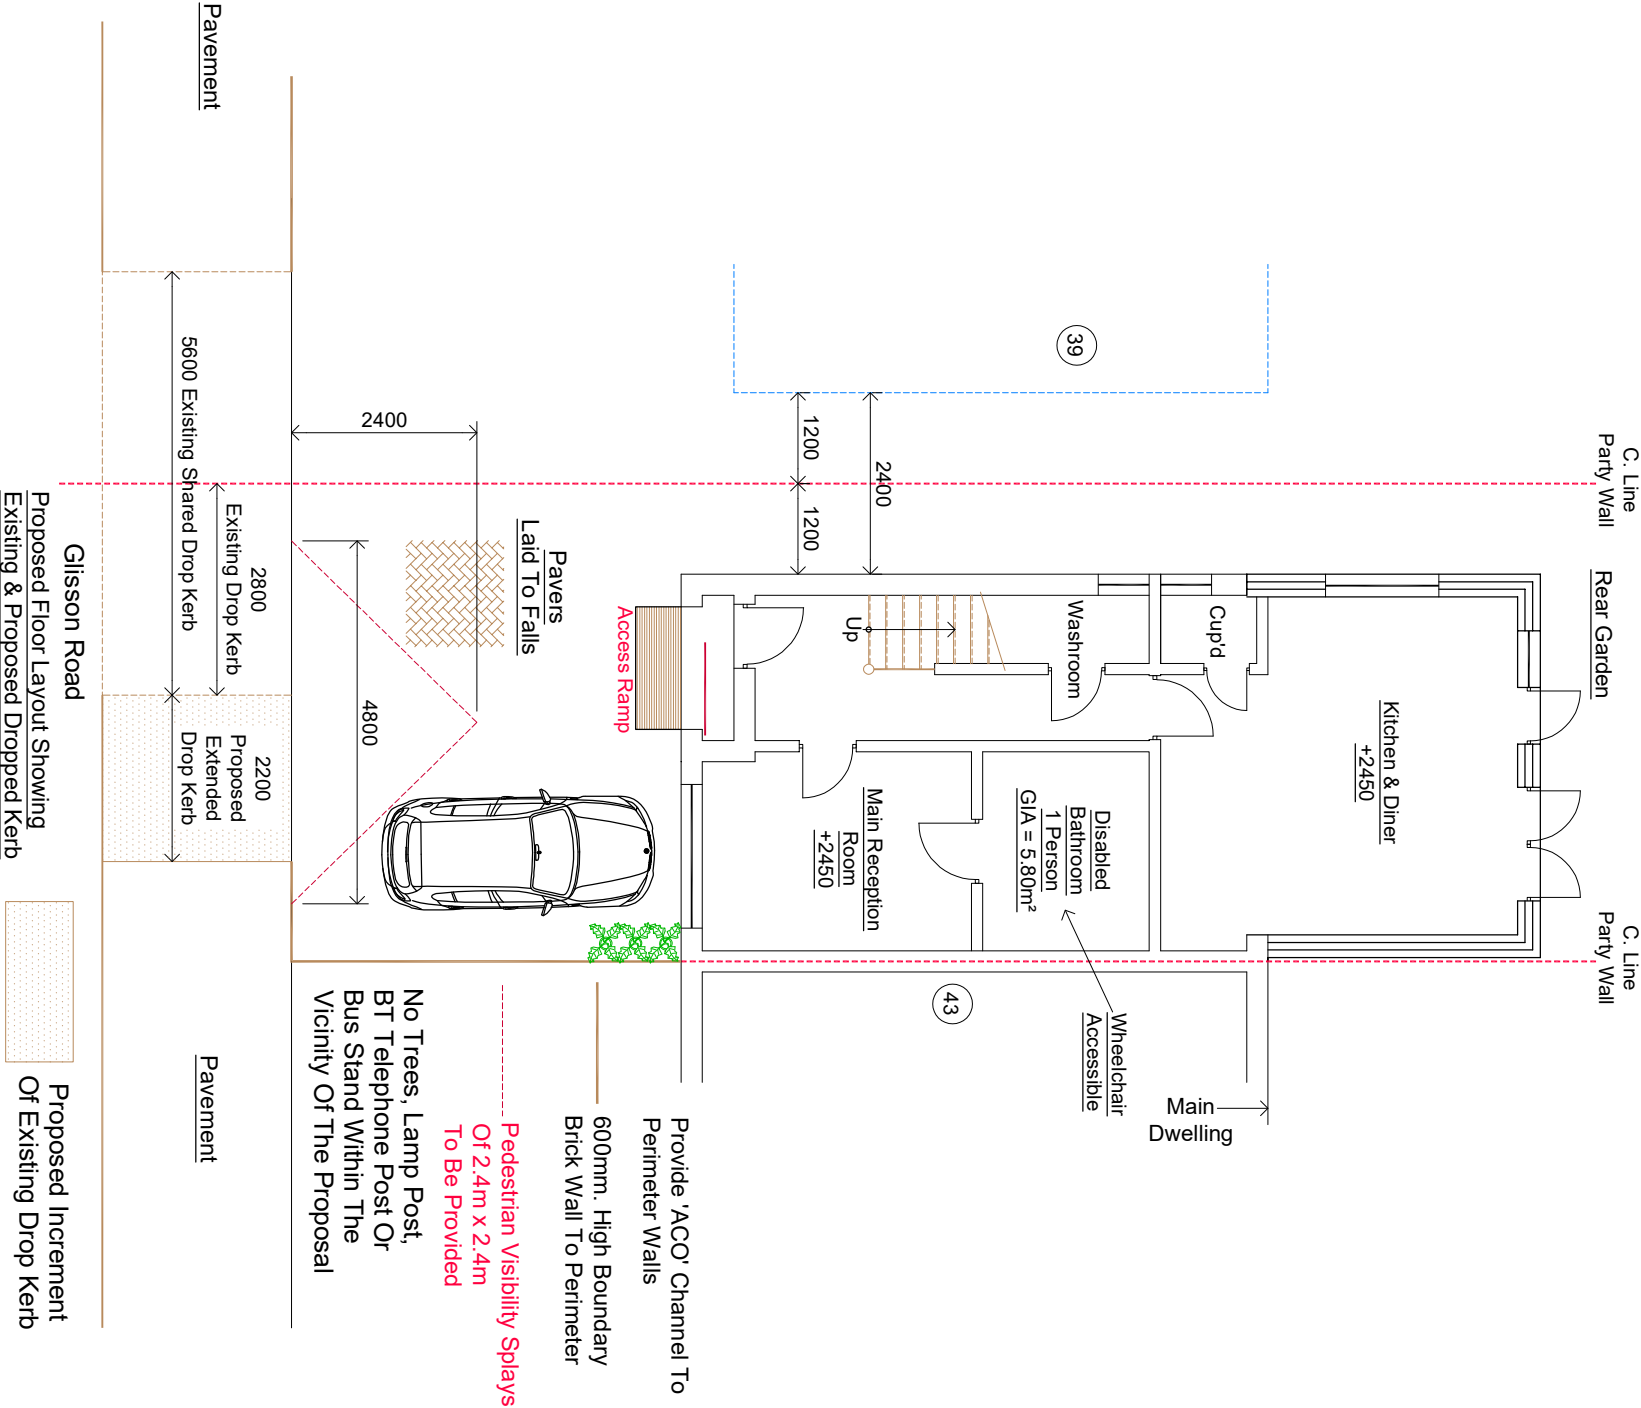 C. Line
Party Wall
Rear Garden
C. Line
Party Wall
Kitchen & Diner
+2450
Cup'd
Washroom
Up
Disabled
Bathroom
1 Person
GIA = 5.80m²
Main Reception
Room
+2450
Wheelchair
Accessible
Main
Dwelling
39
43
2400
1200
1200
Access Ramp
Pavers
Laid To Falls
2400
4800
Pavement
5600 Existing Shared Drop Kerb
2800
Existing Drop Kerb
2200
Proposed
Extended
Drop Kerb
Pavement
Provide 'ACO' Channel To
Perimeter Walls
600mm. High Boundary
Brick Wall To Perimeter
Pedestrian Visibility Splays
Of 2.4m x 2.4m
To Be Provided
No Trees, Lamp Post,
BT Telephone Post Or
Bus Stand Within The
Vicinity Of The Proposal
Glisson Road
Proposed Floor Layout Showing
Existing & Proposed Dropped Kerb
Proposed Increment
Of Existing Drop Kerb